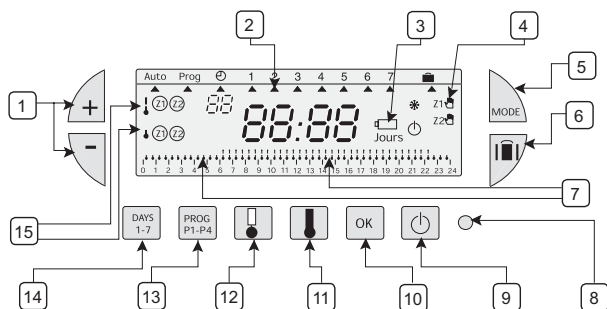 2 3 4
Auto Prog 1 2 3 4 5 6 7
5
1
+
-
Z1 Z2
88
88:88
Jours
Z1
Z2
MODE
6
Z1 Z2
0 1 2 3 4 5 6 7 8 9 10 11 12 13 14 15 16 17 18 19 20 21 22 23 24
7
15
DAYS
1-7
PROG
P1-P4
OK
14 13 12 11 10 9 8